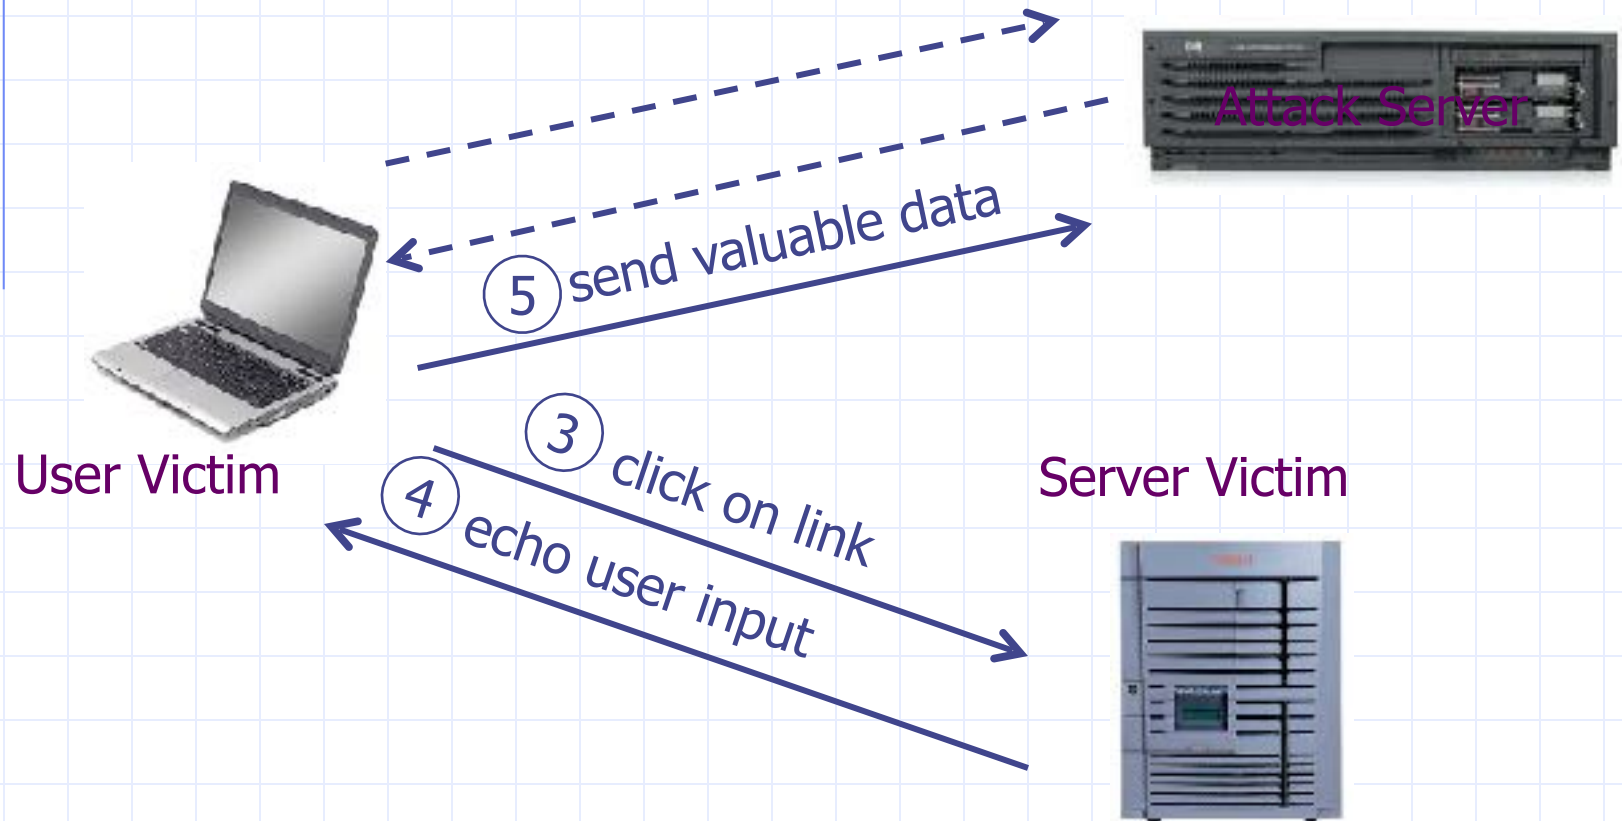 Attack Server
5 send valuable data
3 click on link
User Victim
Server Victim
4 echo user input